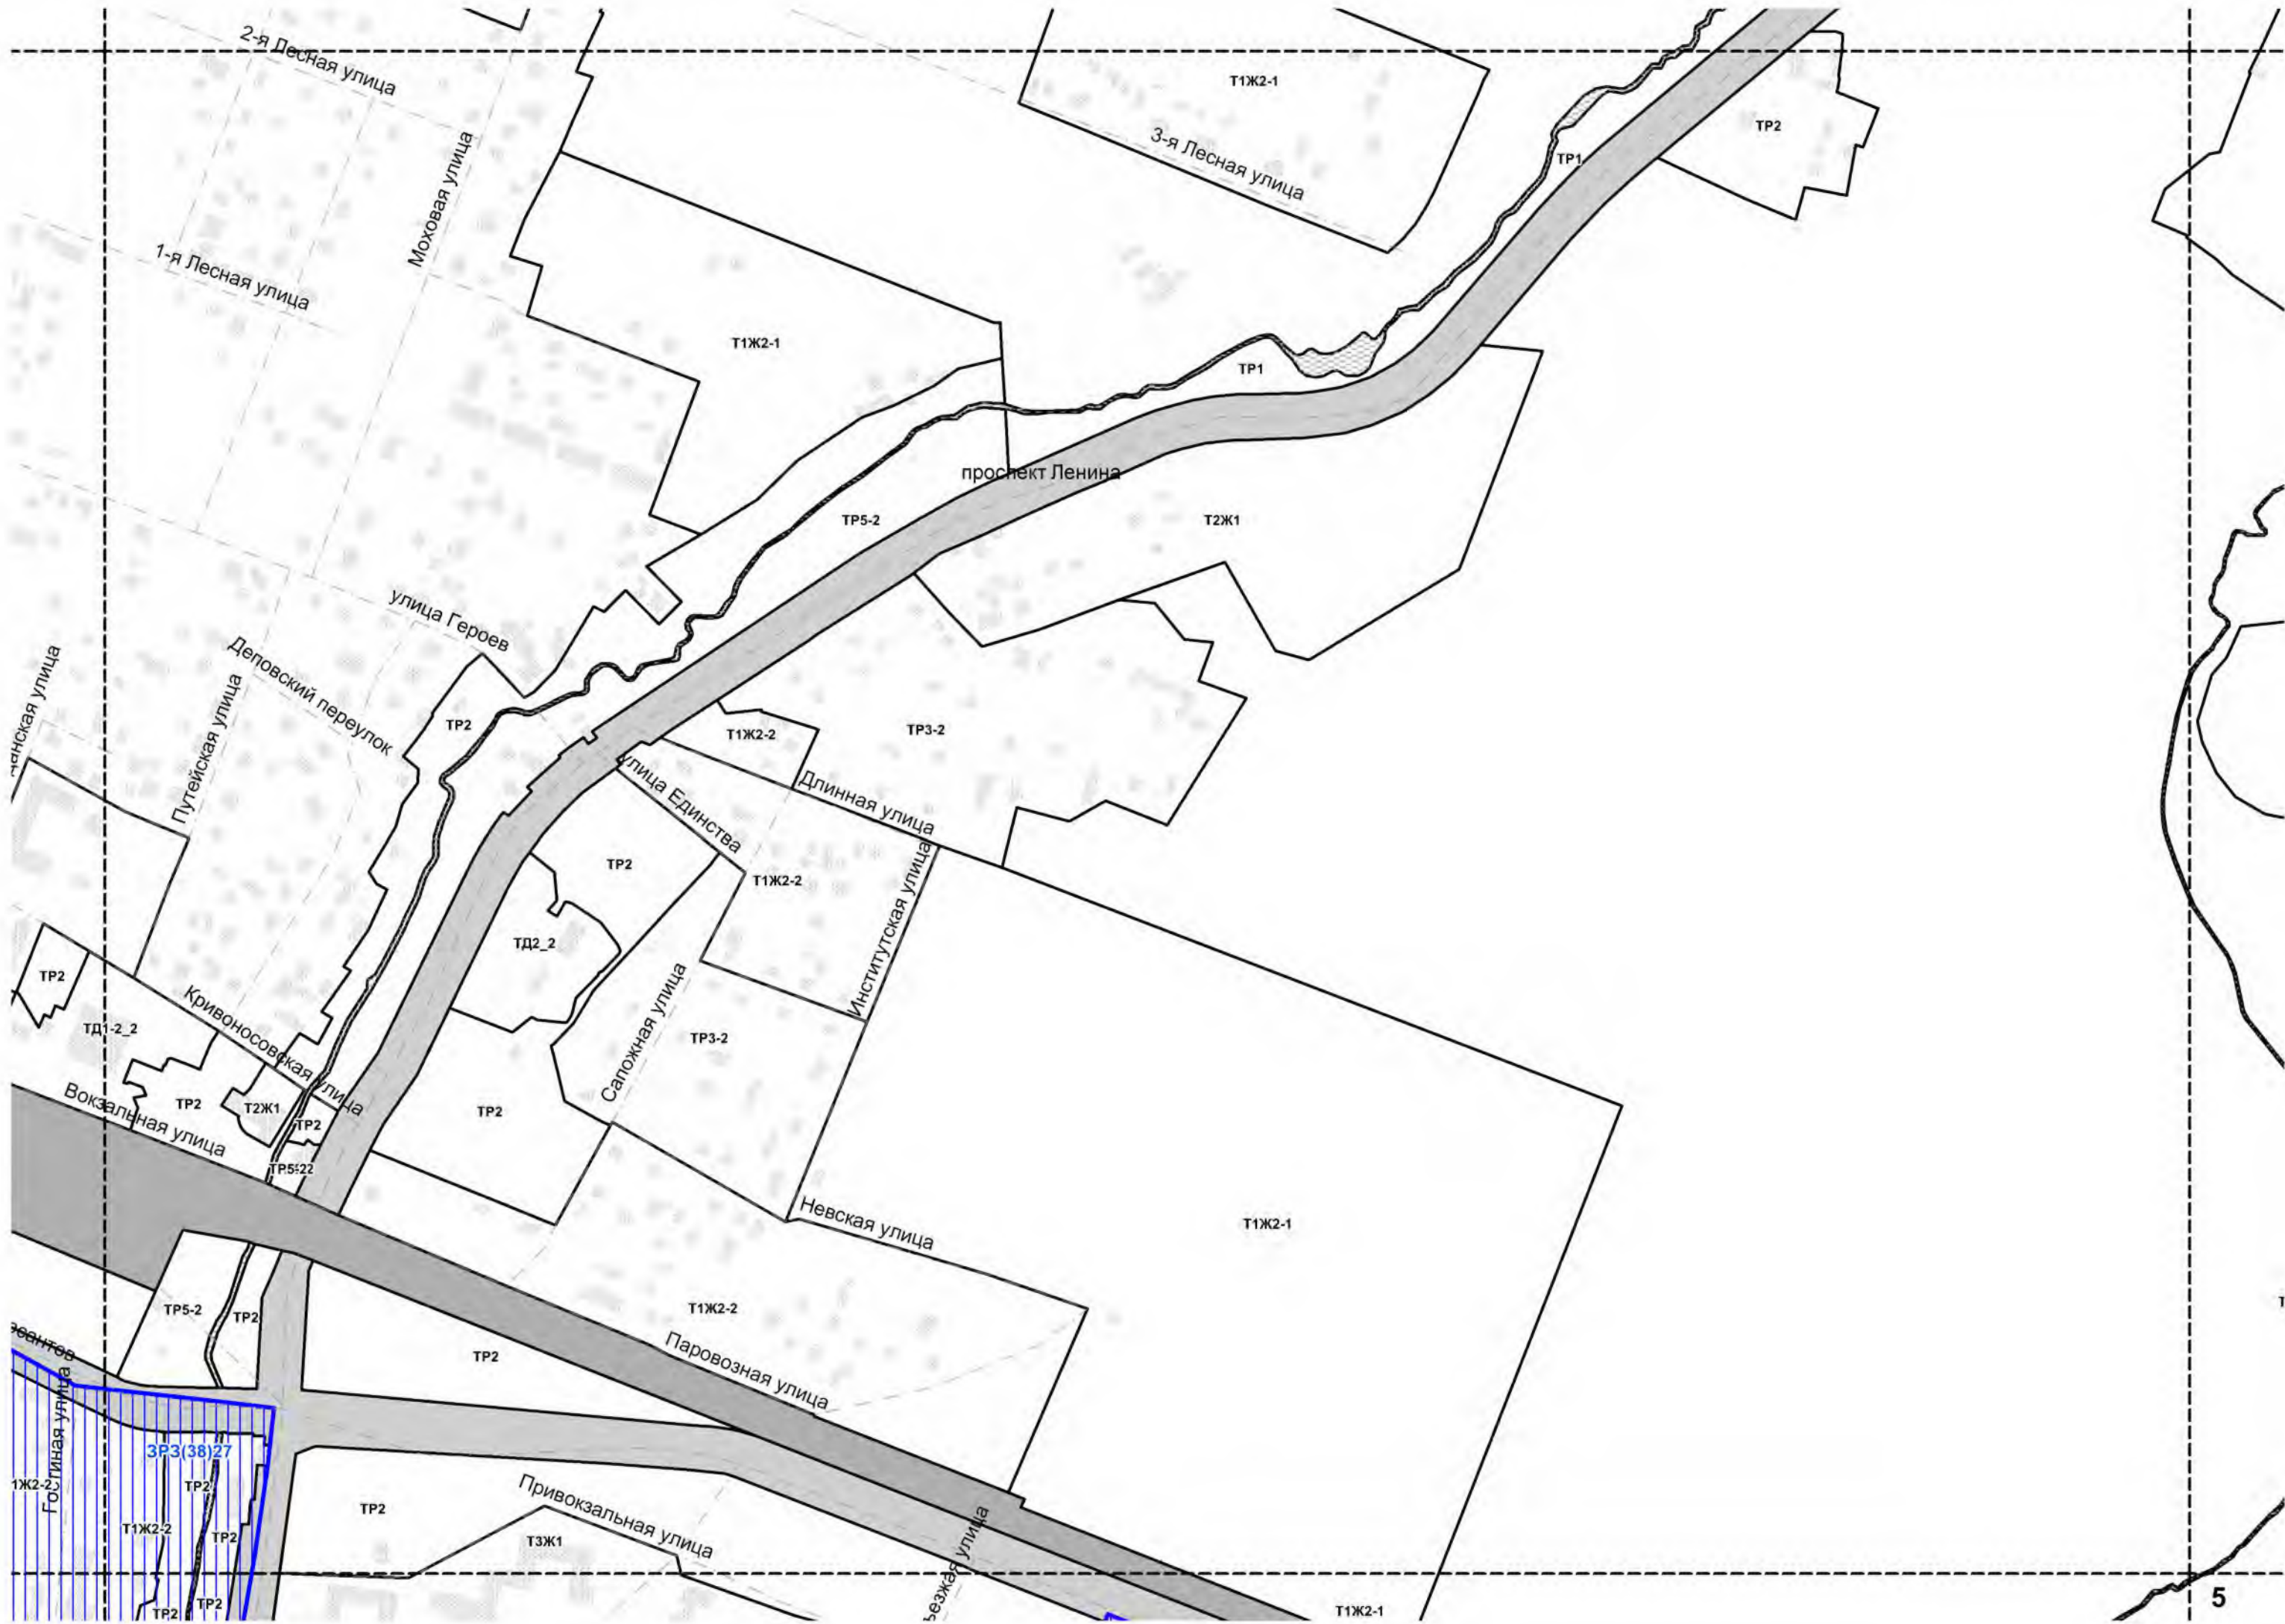 2-я Лесная улица
Т1Ж2-1
ТР2
3-я Лесная улица
ТР1
Моховая улица
1-я Лесная улица
Т1Ж2-1
ТР1
проспект Ленина
ТР5-2
Т2Ж1
улица Героев
Деповский переулок
Путейская улица
ТР2
Т1Ж2-2
ТР3-2
улица Единства
Длинная улица
ТР2
Т1Ж2-2
Институтская улица
ТД2_2
ТР2
Кривоносовская улица
ТД1-2_2
Сапожная улица
ТР3-2
Вокзальная улица
ТР2
Т2Ж1
ТР2
ТР2
Невская улица
Т1Ж2-1
ТР5-2
ТР2
Т1Ж2-2
Паровозная улица
ТР2
Гостиная улица
ЗРЗ(38)27
1Ж2-2
ТР2
Т1Ж2-2
ТР2
ТР2
Привокзальная улица
Т3Ж1
ТР2
ТР2
Т1Ж2-1
5